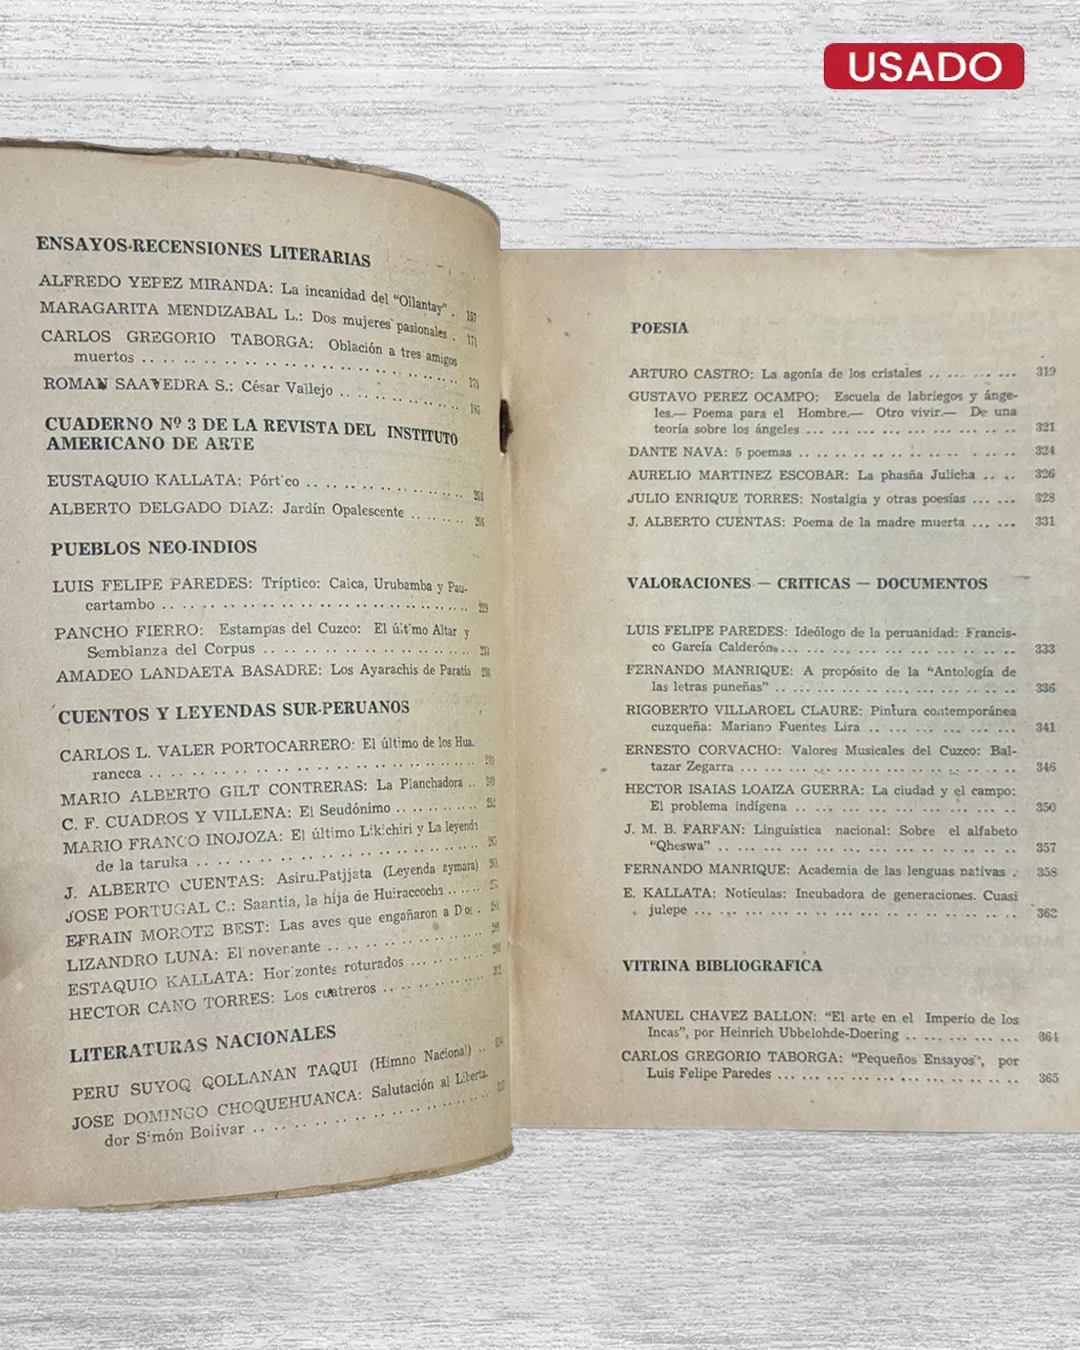 USADO
ENSAYOS-RECENSIONES LITERARIAS
ALFREDO YEPEZ MIRANDA: La incanidad del "Ollantay" .
MARAGARITA MENDIZABAL L.: Dos mujeres pasionales . 171
CARLOS GREGORIO TABORGA: Oblación a tres amigos
muertos ..............................
ROMAN SAAVEDRA S.: César Vallejo ............
CUADERNO Nº 3 DE LA REVISTA DEL INSTITUTO
AMERICANO DE ARTE
EUSTAQUIO KALLATA: Pórtico ...............
ALBERTO DELGADO DIAZ: Jardín Opalescente .......
PUEBLOS NEO-INDIOS
LUIS FELIPE PAREDES: Tríptico: Calca, Urubamba y Pau-
cartambo ..............................
PANCHO FIERRO: Estampas del Cuzco: El último Altar y
Semblanza del Corpus ....................
AMADEO LANDAETA BASADRE: Los Ayarachis de Paratía
CUENTOS Y LEYENDAS SUR-PERUANOS
CARLOS L. VALER PORTOCARRERO: El último de los Hua.
rancca ..............................
MARIO ALBERTO GILT CONTRERAS: La Planchadora ..
C. F. CUADROS Y VILLENA: El Seudónimo ........
MARIO FRANCO INOJOZA: El último Likichiri y La leyenda
de la taruka ..........................
J. ALBERTO CUENTAS: Asiru.Patjjata (Leyenda aymara)
JOSE PORTUGAL C.: Saantia, la hija de Huiraccocha .....
EFRAIN MOROTE BEST: Las aves que engañaron a Dios .
LIZANDRO LUNA: El novenante ..............
ESTAQUIO KALLATA: Horizontes roturados ........
HECTOR CANO TORRES: Los cuatreros ..........
LITERATURAS NACIONALES
PERU SUYOQ QOLLANAN TAQUI (Himno Nacional) ..
JOSE DOMINGO CHOQUEHUANCA: Salutación al Liberta.
dor Simón Bolívar ......................
POESIA
ARTURO CASTRO: La agonía de los cristales .. ... ... ... 319
GUSTAVO PEREZ OCAMPO: Escuela de labriegos y ánge-
les.— Poema para el Hombre.— Otro vivir.— De una
teoría sobre los ángeles ... ... ... ... .. .. .. .. 321
DANTE NAVA: 5 poemas .. .. .. .. .. .. .. .. .. 324
AURELIO MARTINEZ ESCOBAR: La phasña Julicha .. .. 326
JULIO ENRIQUE TORRES: Nostalgia y otras poesías ... ... 328
J. ALBERTO CUENTAS: Poema de la madre muerta ... ... 331
VALORACIONES — CRITICAS — DOCUMENTOS
LUIS FELIPE PAREDES: Ideólogo de la peruanidad: Francis-
co García Calderón... ... .. .. .. .. .. .. .. .. 333
FERNANDO MANRIQUE: A propósito de la "Antología de
las letras puneñas" .. ... ... ... ... .. .. .. .. 336
RIGOBERTO VILLAROEL CLAURE: Pintura contemporánea
cuzqueña: Mariano Fuentes Lira .. ... ... ... .. .. 341
ERNESTO CORVACHO: Valores Musicales del Cuzco: Bal-
tazar Zegarra ... ... ... ... ... ... ... .. .. .. 346
HECTOR ISAIAS LOAIZA GUERRA: La ciudad y el campo:
El problema indígena .. ... ... ... ... .. .. .. .. 350
J. M. B. FARFAN: Linguística nacional: Sobre el alfabeto
"Qheswa" .. ... ... ... ... ... ... ... .. .. .. 357
FERNANDO MANRIQUE: Academia de las lenguas nativas . 358
E. KALLATA: Notículas: Incubadora de generaciones. Cuasi
julepe ... ... ... ... ... ... ... ... .. .. .. .. 362
VITRINA BIBLIOGRAFICA
MANUEL CHAVEZ BALLON: "El arte en el Imperio de los
Incas", por Heinrich Ubbelohde-Doering .. ... ... ... 364
CARLOS GREGORIO TABORGA: "Pequeños Ensayos", por
Luis Felipe Paredes ... ... ... ... .. .. .. .. .. 365